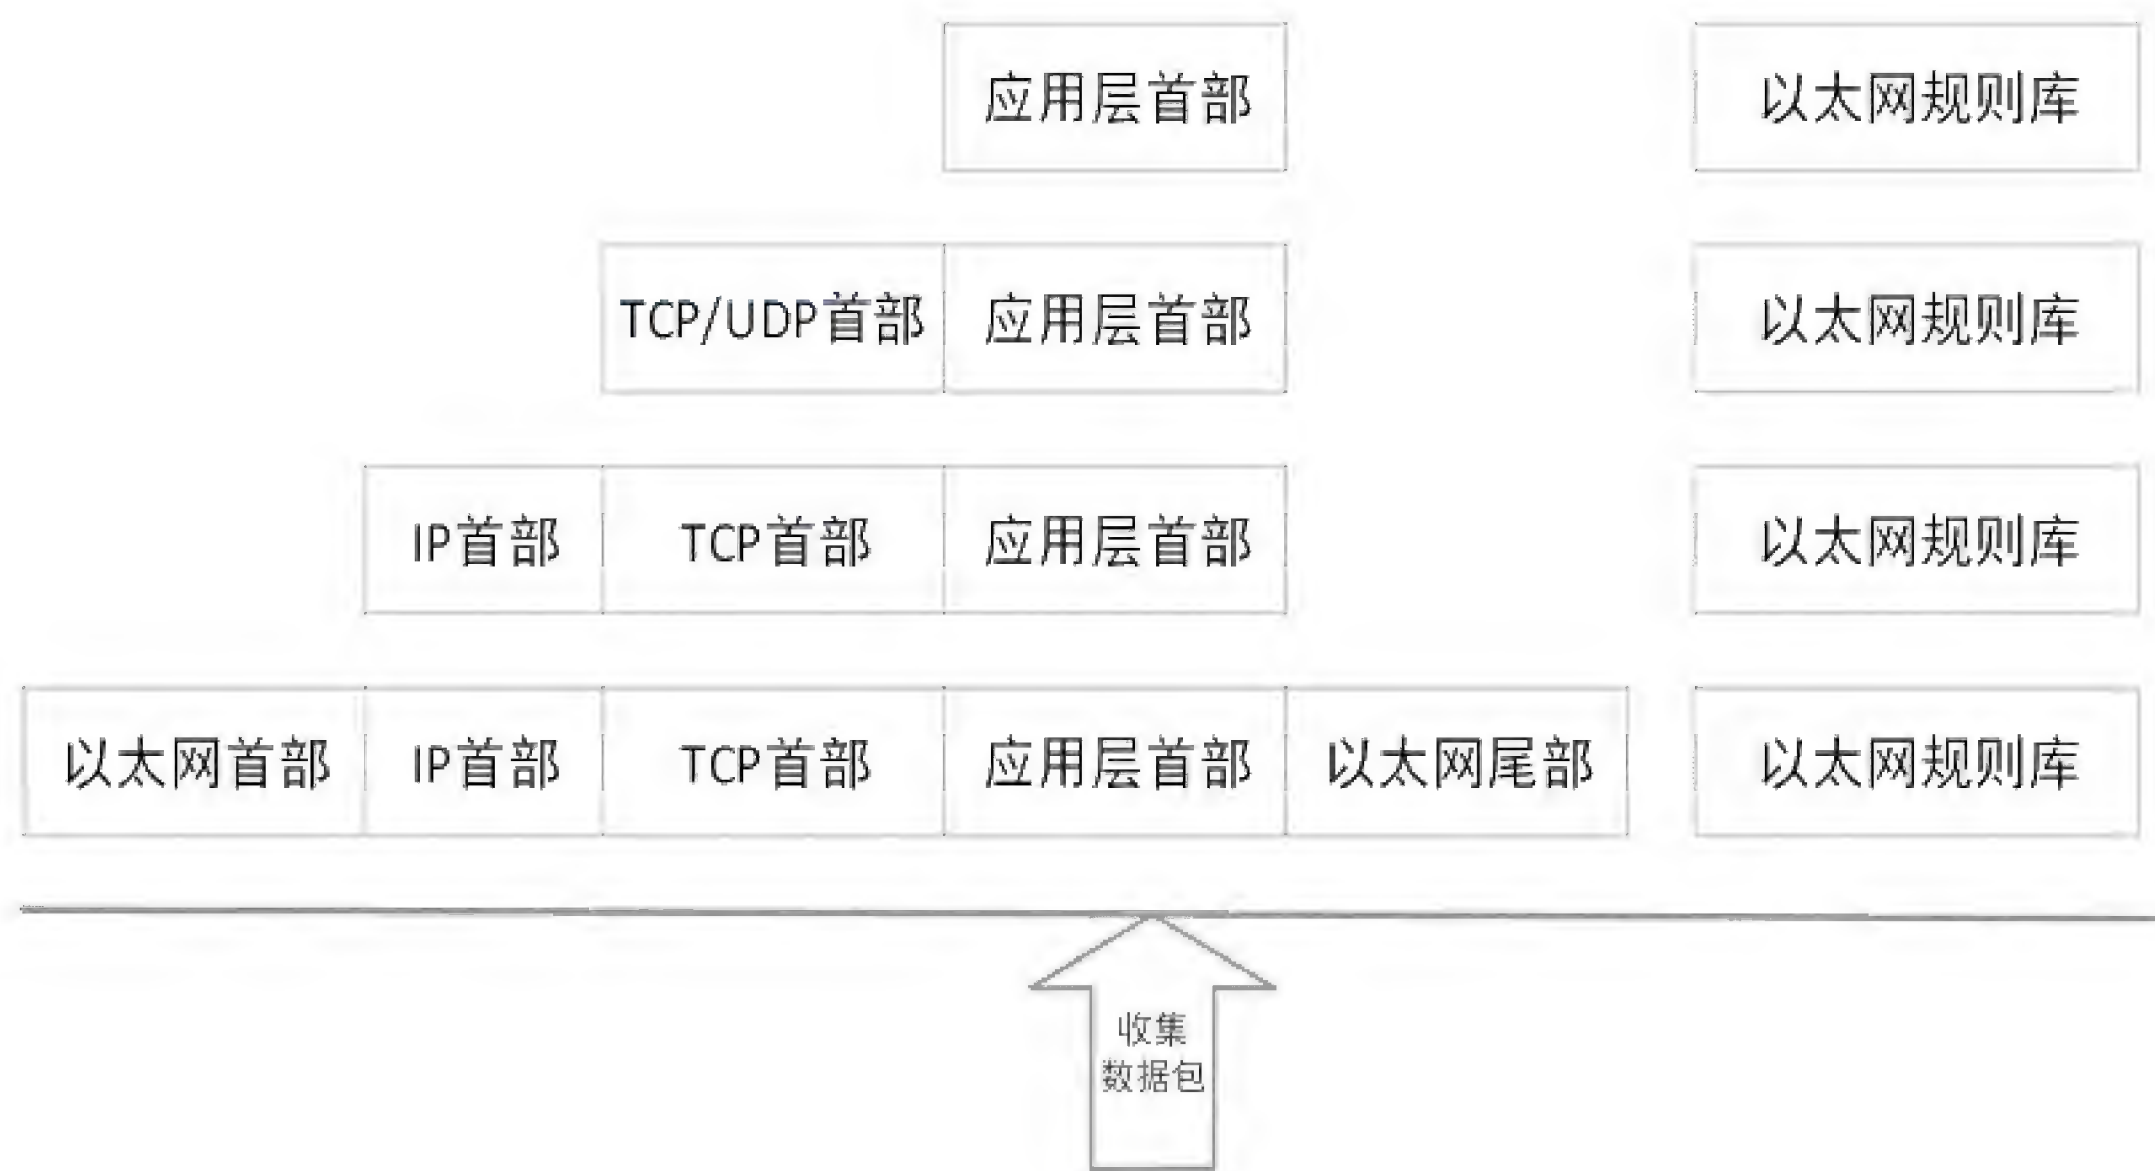 应用层首部 以太网规则库
TCP/UDP首部 应用层首部 以太网规则库
IP首部 TCP首部 应用层首部 以太网规则库
以太网首部 IP首部 TCP首部 应用层首部 以太网尾部 以太网规则库
收集
数据包